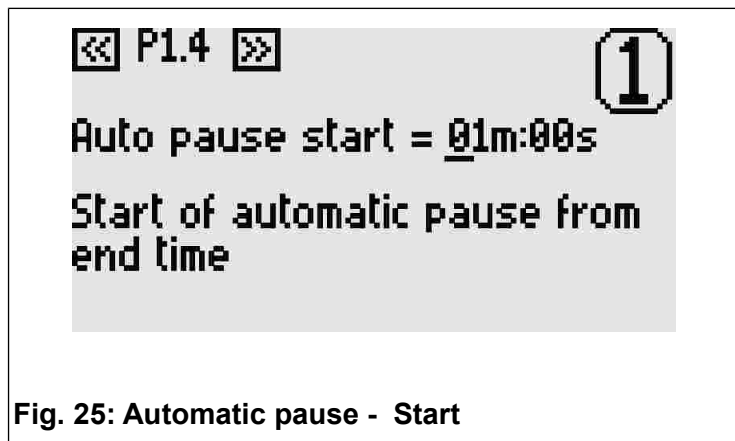 << P1.4 >> 1
Auto pause start = 01m:00s
Start of automatic pause from
end time
Fig. 25: Automatic pause - Start